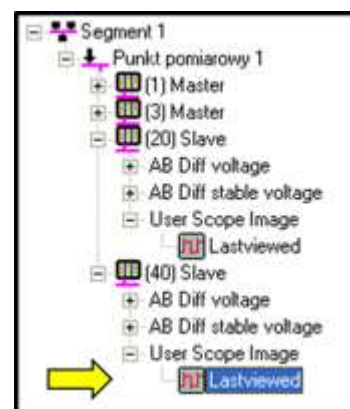 Segment 1
Punkt pomiarowy 1
(1) Master
(3) Master
(20) Slave
AB Diff voltage
AB Diff stable voltage
User Scope Image
Lastviewed
(40) Slave
AB Diff voltage
AB Diff stable voltage
User Scope Image
Lastviewed